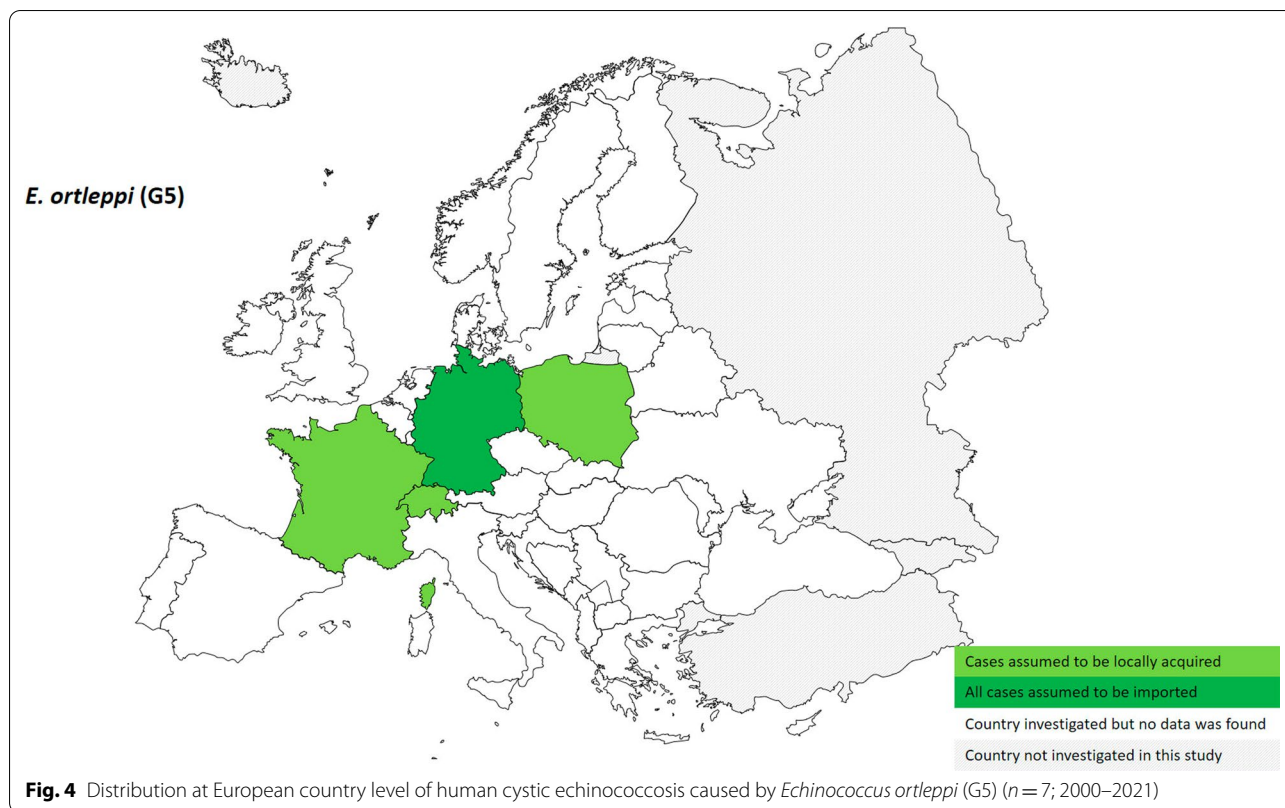 E. ortleppi (G5)
Cases assumed to be locally acquired
All cases assumed to be imported
Country investigated but no data was found
Country not investigated in this study
Fig. 4 Distribution at European country level of human cystic echinococcosis caused by Echinococcus ortleppi (G5) (n = 7; 2000–2021)